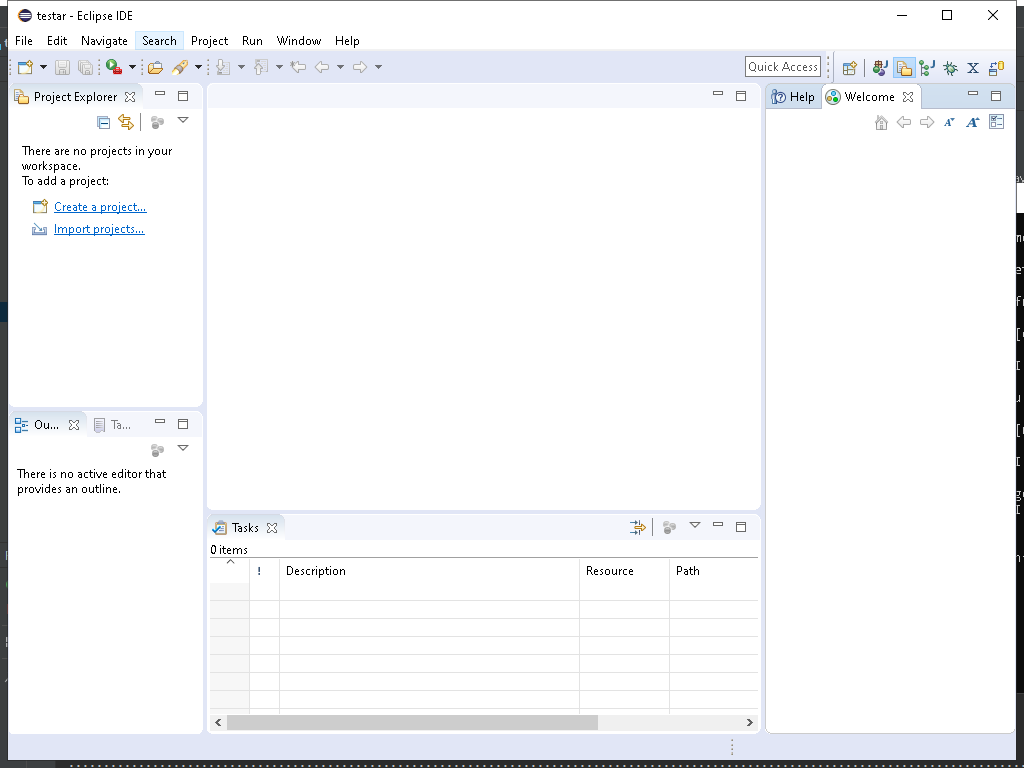 testar - Eclipse IDE
File Edit Navigate Search Project Run Window Help
Quick Access
Project Explorer
There are no projects in your
workspace.
To add a project:
Create a project...
Import projects...
Ou... Ta...
There is no active editor that
provides an outline.
Tasks
0 items
! Description Resource Path
Help Welcome